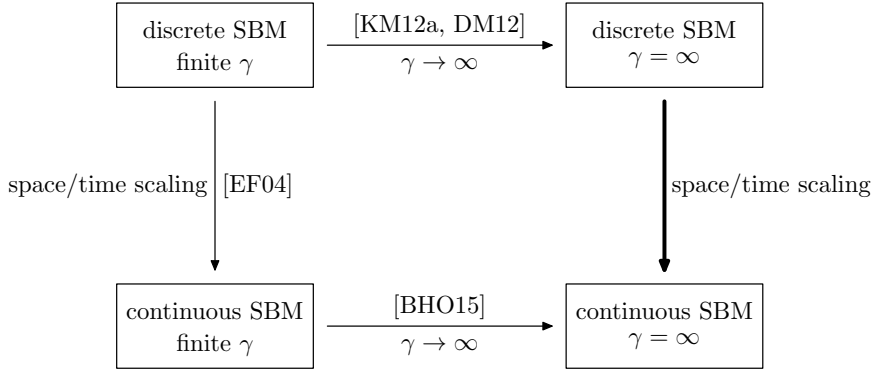 discrete SBM
finite γ
[KM12a, DM12]
γ → ∞
discrete SBM
γ = ∞
space/time scaling
[EF04]
space/time scaling
continuous SBM
finite γ
[BHO15]
γ → ∞
continuous SBM
γ = ∞